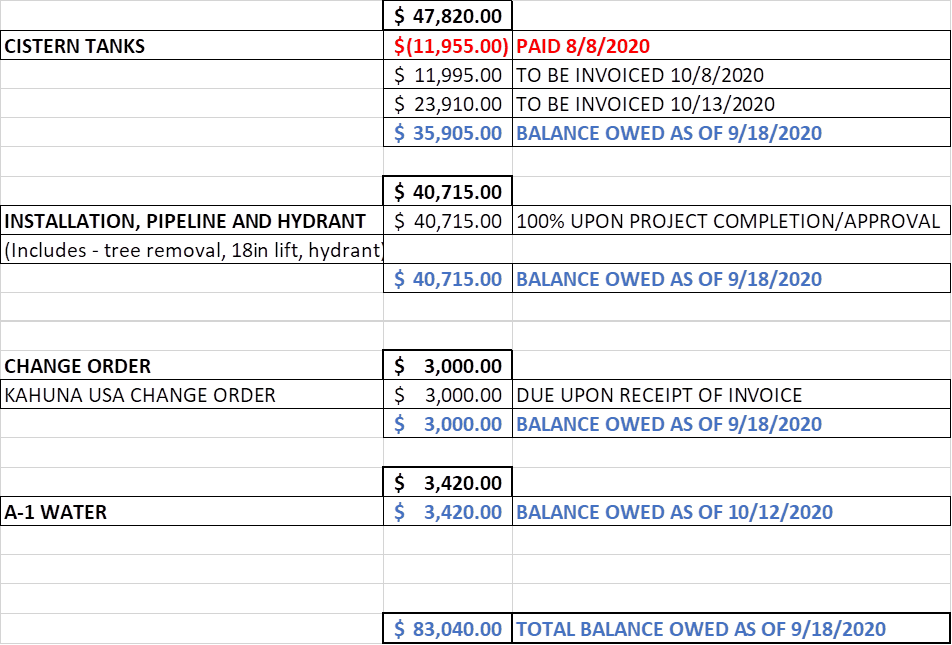 $ 47,820.00
CISTERN TANKS $(11,955.00) PAID 8/8/2020
$ 11,995.00 TO BE INVOICED 10/8/2020
$ 23,910.00 TO BE INVOICED 10/13/2020
$ 35,905.00 BALANCE OWED AS OF 9/18/2020
$ 40,715.00
INSTALLATION, PIPELINE AND HYDRANT $ 40,715.00 100% UPON PROJECT COMPLETION/APPROVAL
(Includes - tree removal, 18in lift, hydrant)
$ 40,715.00 BALANCE OWED AS OF 9/18/2020
CHANGE ORDER $ 3,000.00
KAHUNA USA CHANGE ORDER $ 3,000.00 DUE UPON RECEIPT OF INVOICE
$ 3,000.00 BALANCE OWED AS OF 9/18/2020
$ 3,420.00
A-1 WATER $ 3,420.00 BALANCE OWED AS OF 10/12/2020
$ 83,040.00 TOTAL BALANCE OWED AS OF 9/18/2020